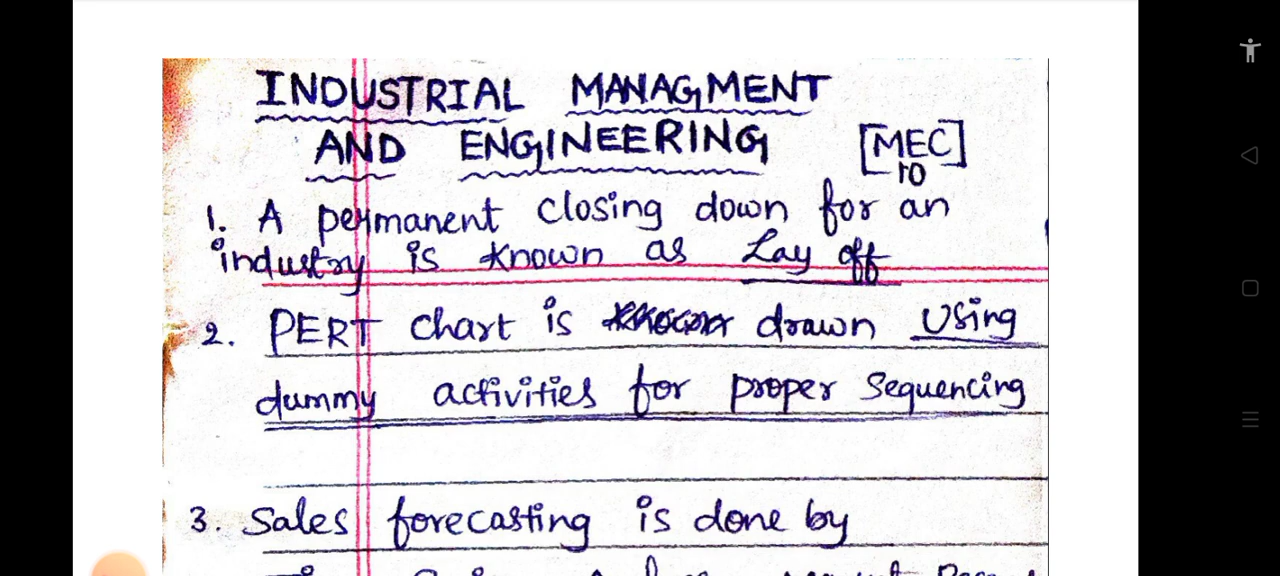 INDUSTRIAL MANAGMENT
AND ENGINEERING [MEC]
10
1. A permanent closing down for an
industry is known as Lay off
2. PERT chart is drawn Using
dummy activities for proper sequencing
3. Sales forecasting is done by